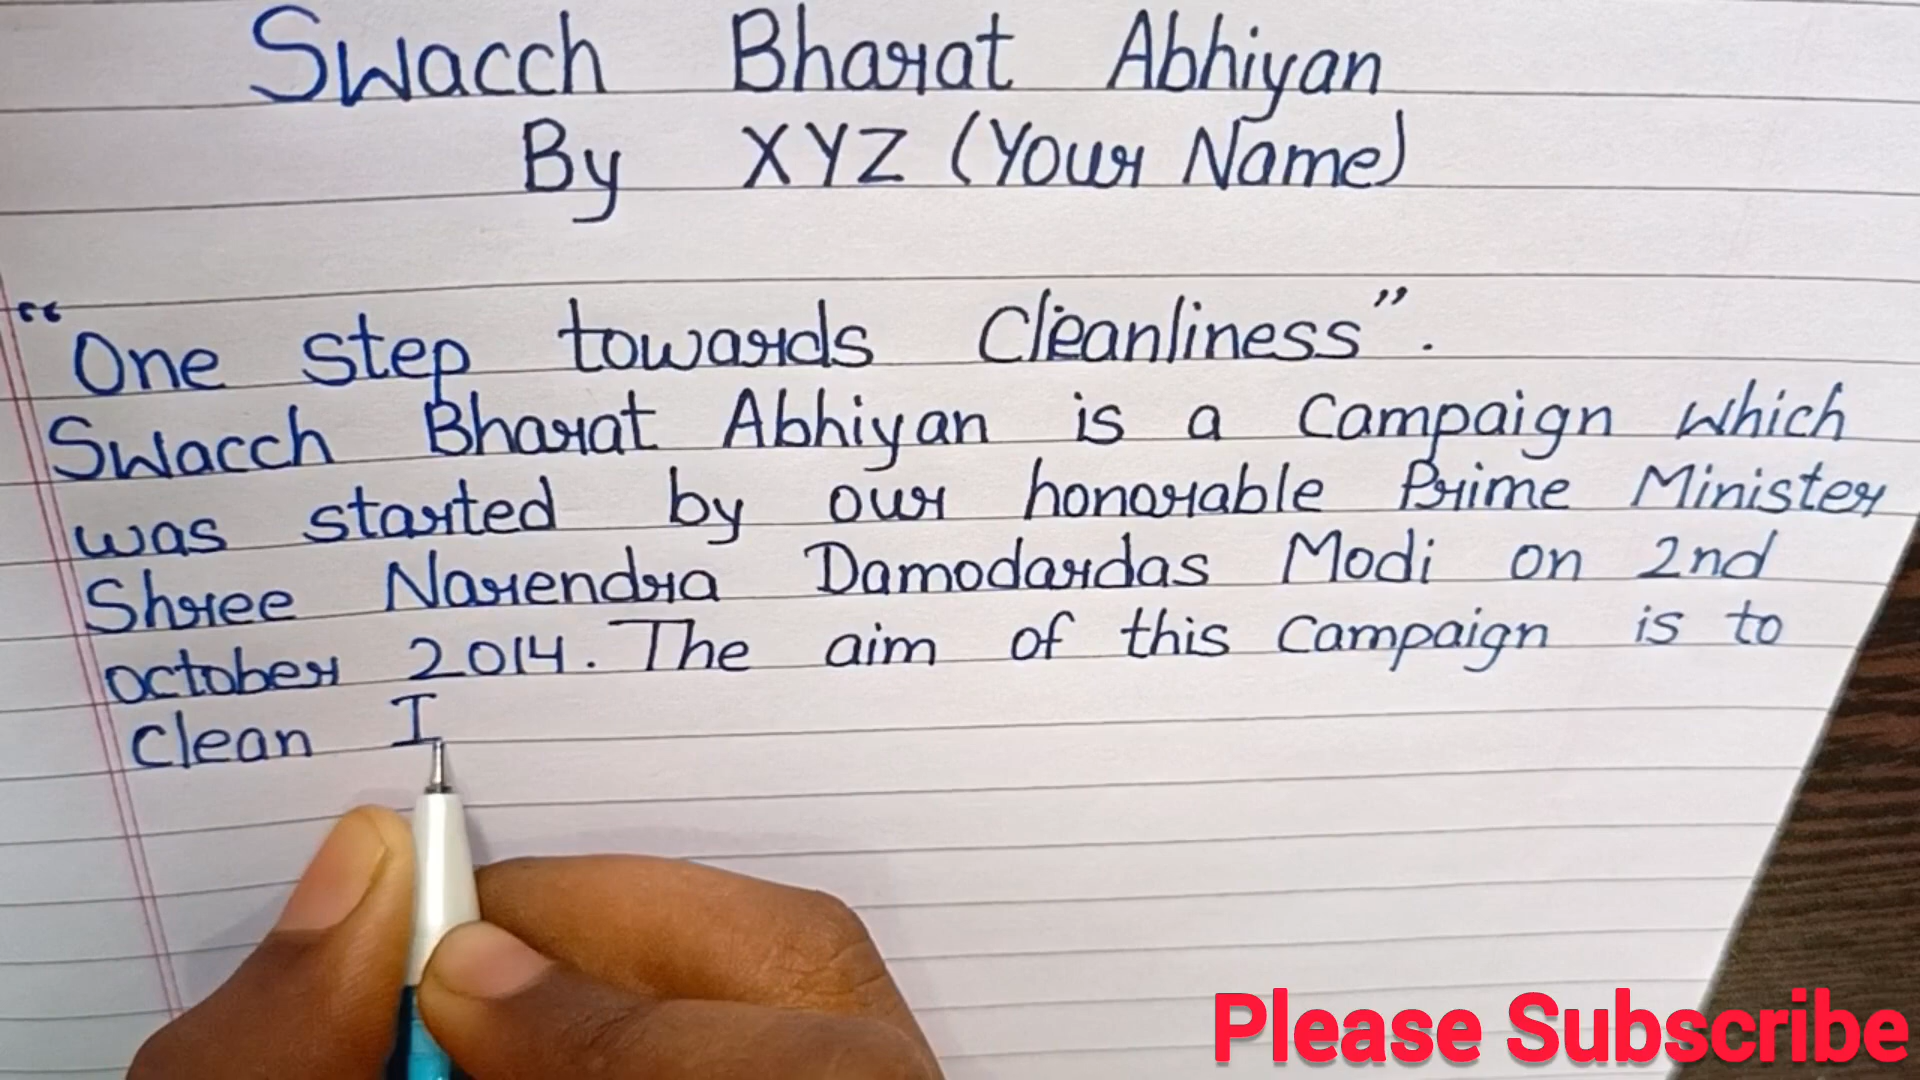 Swacch Bharat Abhiyan
By XYZ (Your Name)
"One step towards Cleanliness".
Swacch Bharat Abhiyan is a Campaign which
was started by our honorable Prime Minister
Shree Narendra Damodardas Modi on 2nd
october 2014. The aim of this Campaign is to
clean I
Please Subscribe